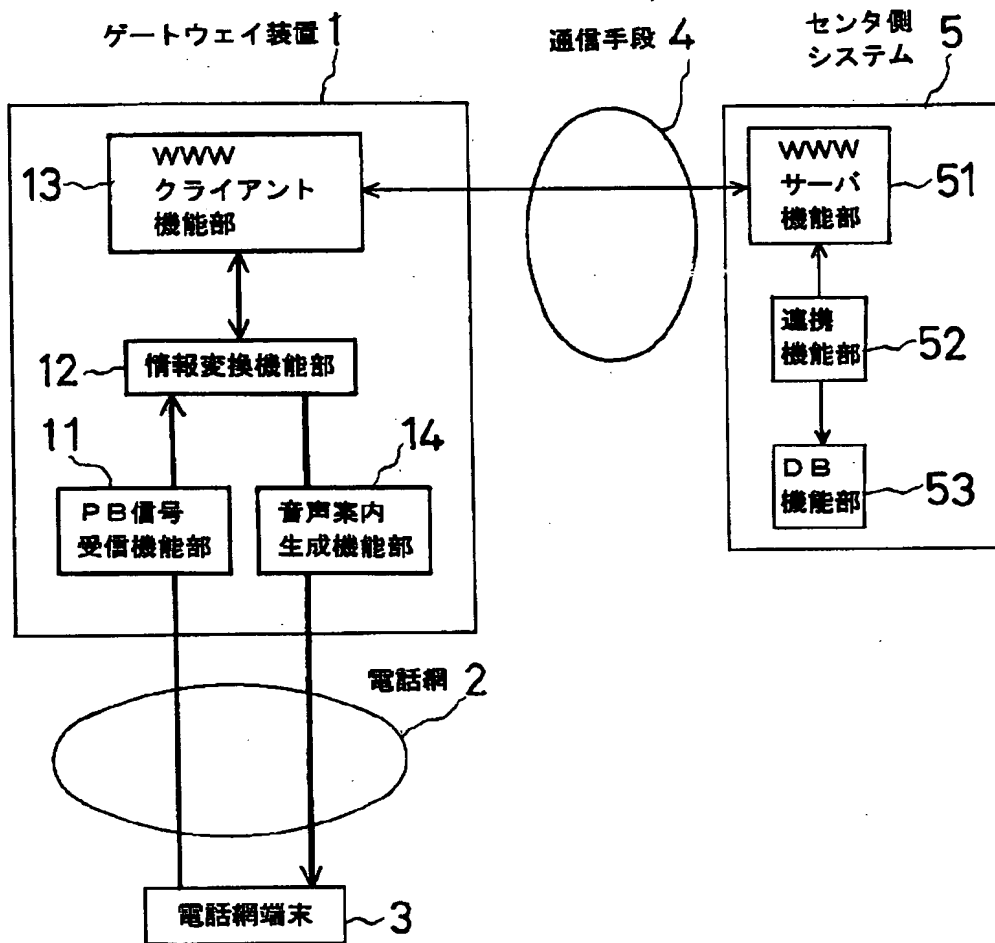 ゲートウェイ装置 1
通信手段 4
センタ側
システム 5
WWW
クライアント
機能部
13
WWW
サーバ
機能部
51
連携
機能部
52
情報変換機能部
12
11
14
PB信号
受信機能部
音声案内
生成機能部
DB
機能部
53
電話網 2
電話網端末
3